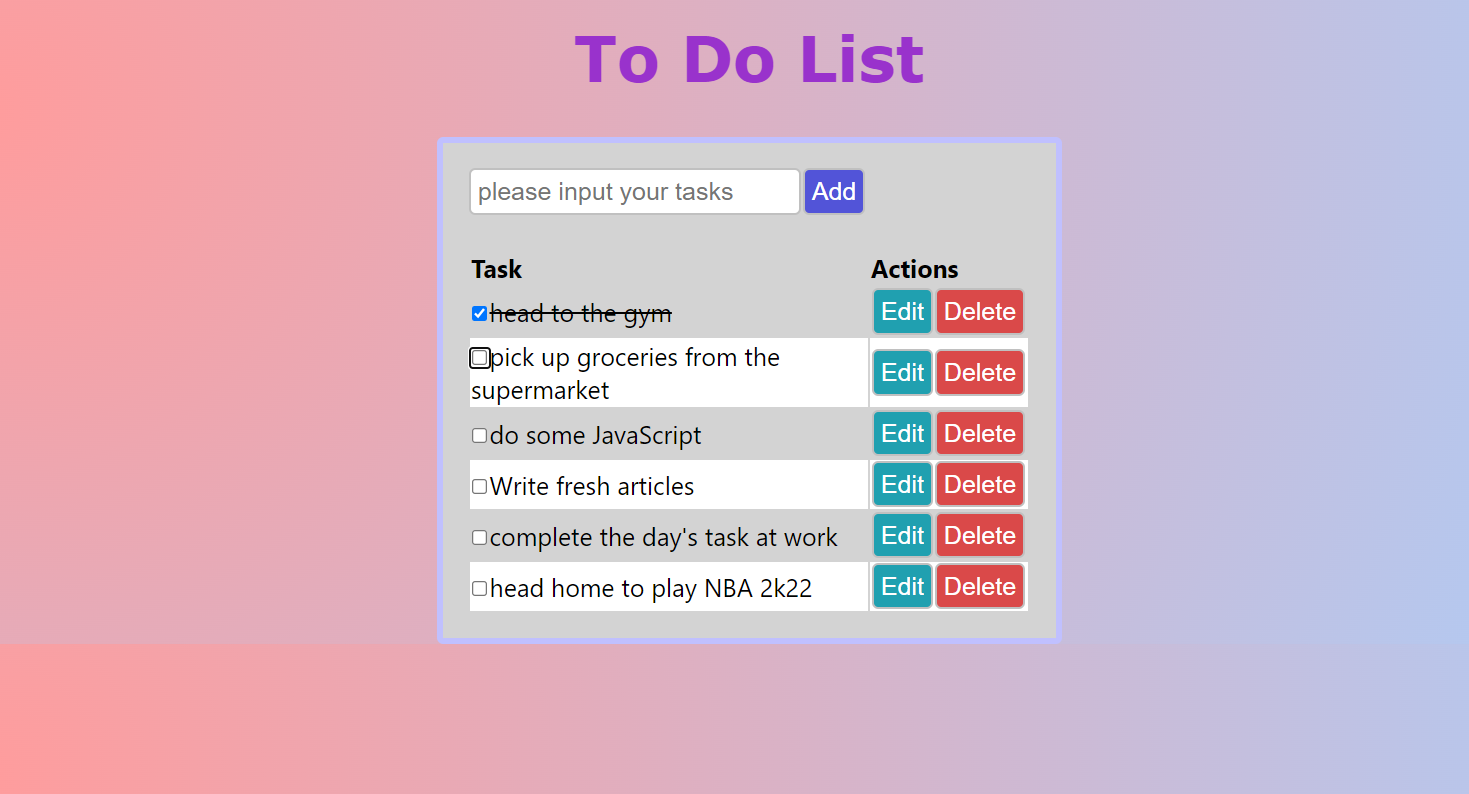 To Do List
please input your tasks Add
Task Actions
head to the gym Edit Delete
pick up groceries from the
supermarket Edit Delete
do some JavaScript Edit Delete
Write fresh articles Edit Delete
complete the day's task at work Edit Delete
head home to play NBA 2k22 Edit Delete